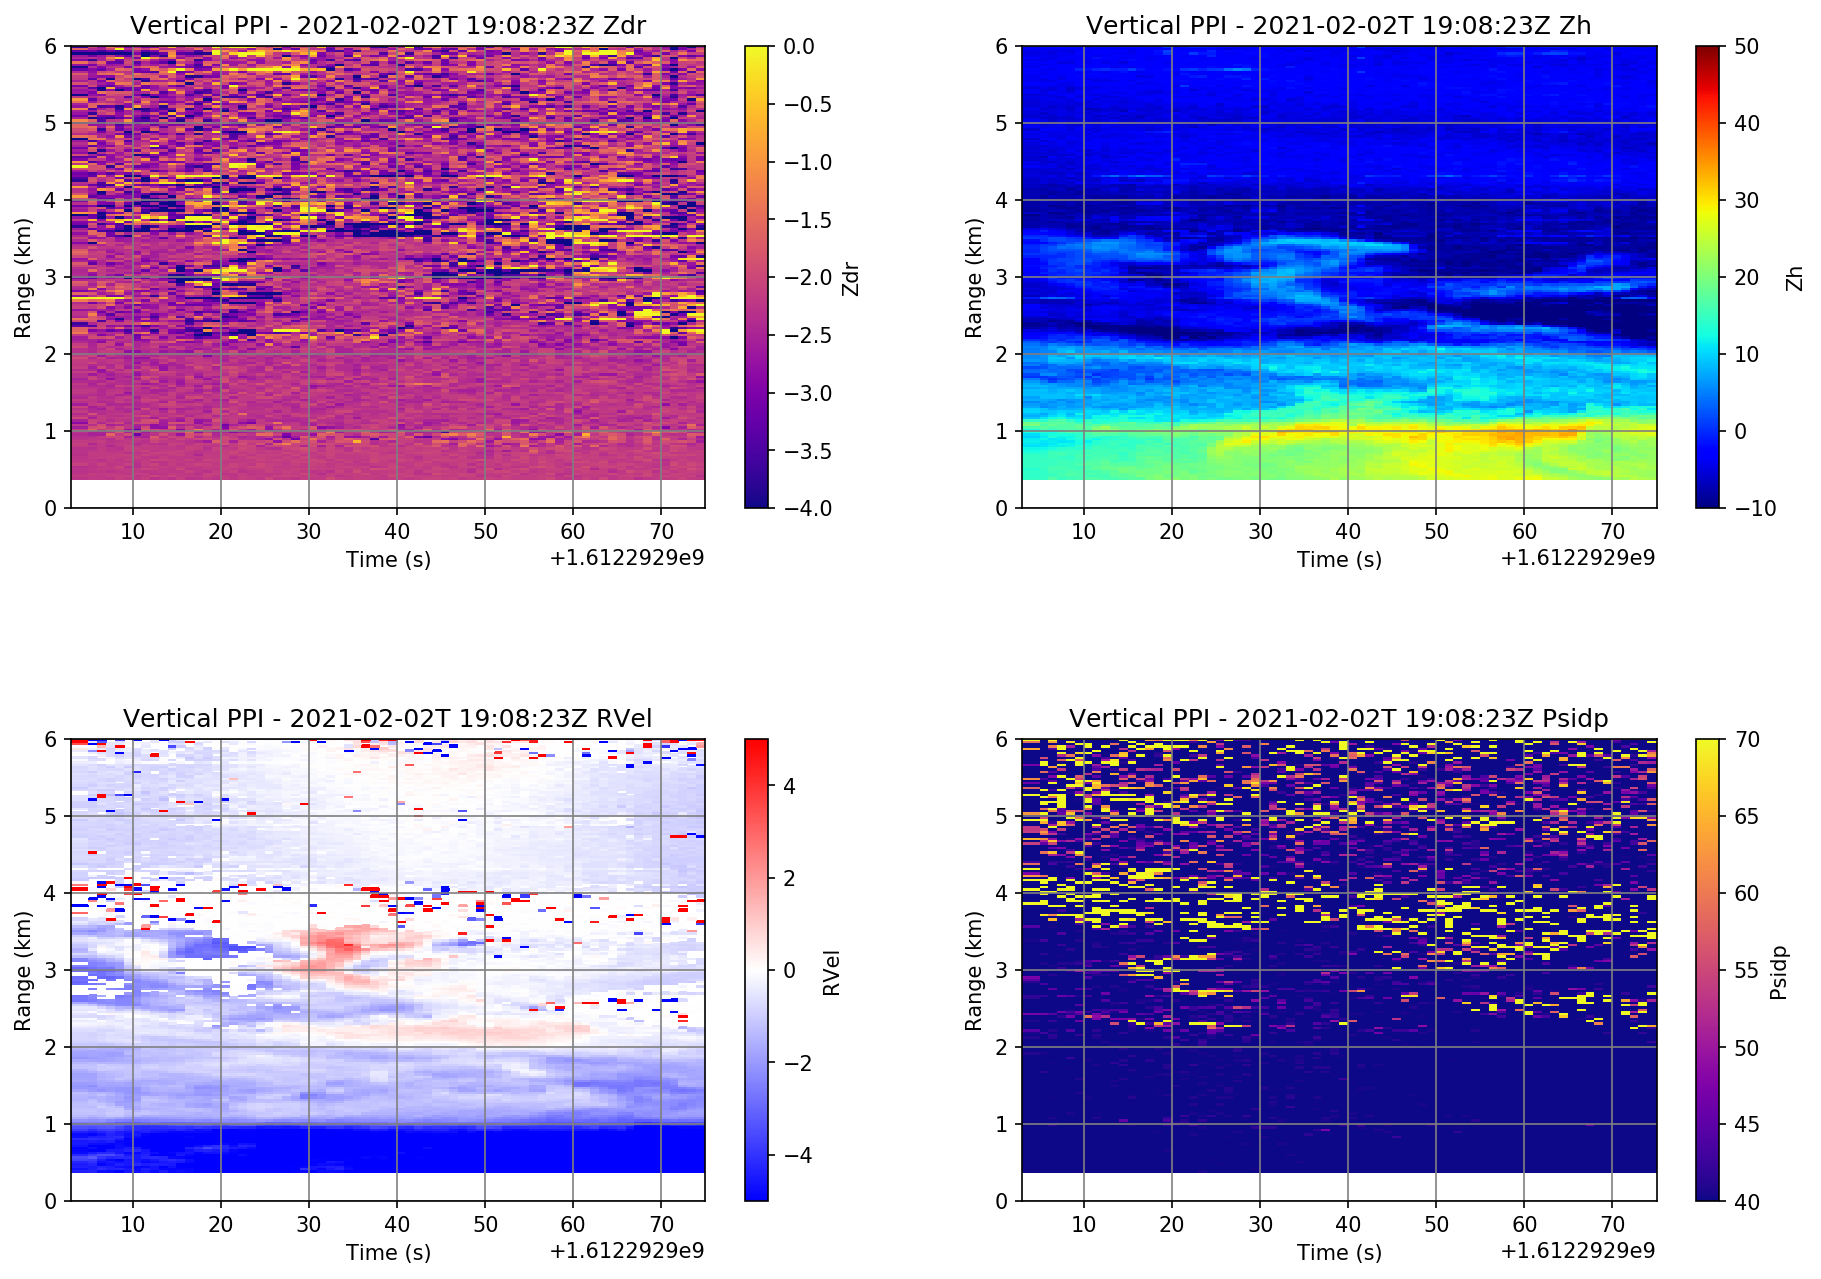 Vertical PPI - 2021-02-02T 19:08:23Z Zdr
6
5
4
3
2
1
0
Range (km)
10 20 30 40 50 60 70
Time (s)
+1.6122929e9
0.0
−0.5
−1.0
−1.5
−2.0
−2.5
−3.0
−3.5
−4.0
Zdr
Vertical PPI - 2021-02-02T 19:08:23Z Zh
6
5
4
3
2
1
0
Range (km)
10 20 30 40 50 60 70
Time (s)
+1.6122929e9
50
40
30
20
10
0
−10
Zh
Vertical PPI - 2021-02-02T 19:08:23Z RVel
6
5
4
3
2
1
0
Range (km)
10 20 30 40 50 60 70
Time (s)
+1.6122929e9
4
2
0
−2
−4
RVel
Vertical PPI - 2021-02-02T 19:08:23Z Psidp
6
5
4
3
2
1
0
Range (km)
10 20 30 40 50 60 70
Time (s)
+1.6122929e9
70
65
60
55
50
45
40
Psidp